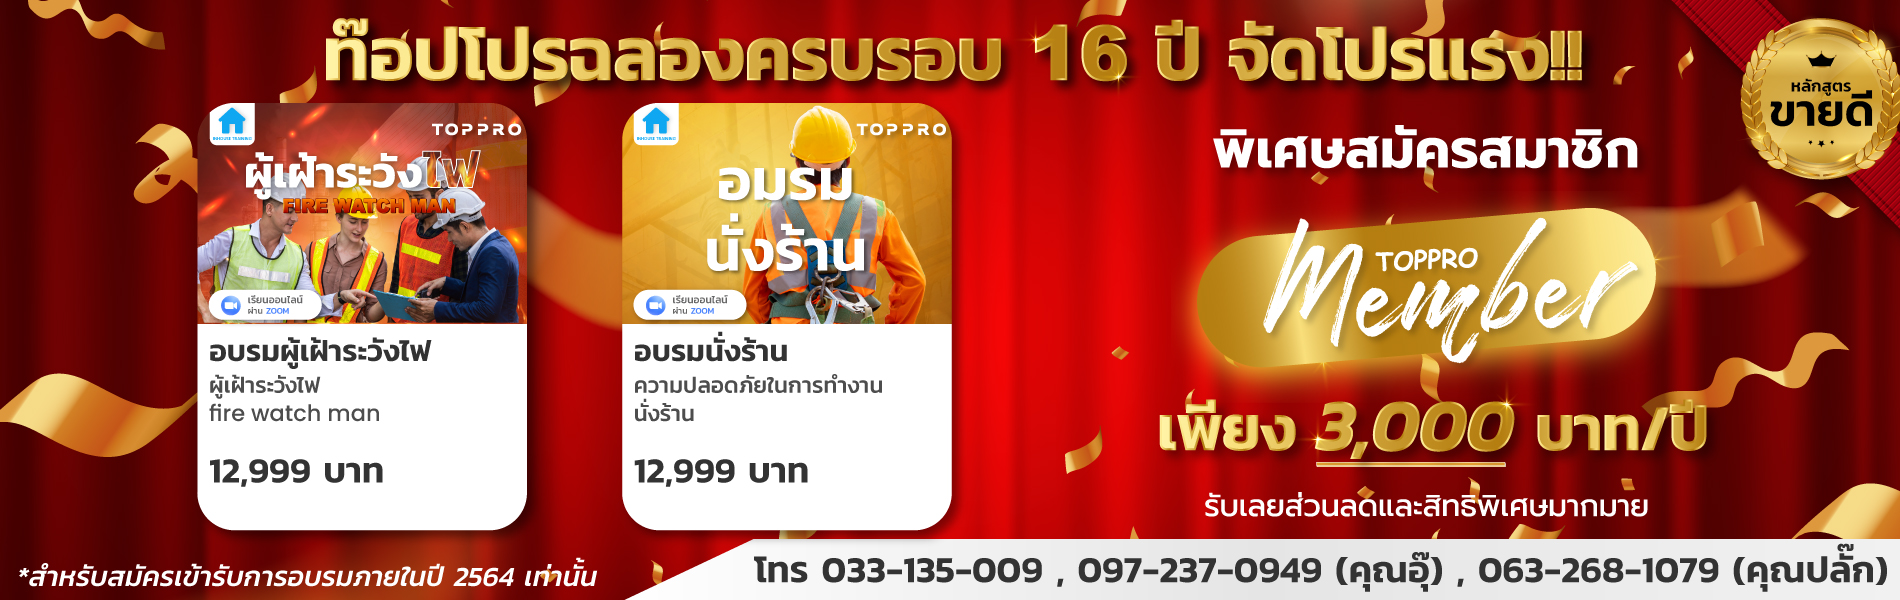 ท๊อปโปรฉลองครบรอบ 16 ปี จัดโปรแรง!!!
หลักสูตร
ขายดี
INHOUSE TRAINING
TOPPRO
ผู้เฝ้าระวังไฟ
FIRE WATCH MAN
เรียนออนไลน์
ผ่าน ZOOM
อบรมผู้เฝ้าระวังไฟ
ผู้เฝ้าระวังไฟ
fire watch man
12,999 บาท
INHOUSE TRAINING
TOPPRO
อมรม
นั่งร้าน
เรียนออนไลน์
ผ่าน ZOOM
อบรมนั่งร้าน
ความปลอดภัยในการทำงาน
นั่งร้าน
12,999 บาท
พิเศษสมัครสมาชิก
TOPPRO
Member
เพียง 3,000 บาท/ปี
รับเลยส่วนลดและสิทธิพิเศษมากมาย
*สำหรับสมัครเข้ารับการอบรมภายในปี 2564 เท่านั้น
โทร 033-135-009 , 097-237-0949 (คุณอุ๊) , 063-268-1079 (คุณปลั๊ก)